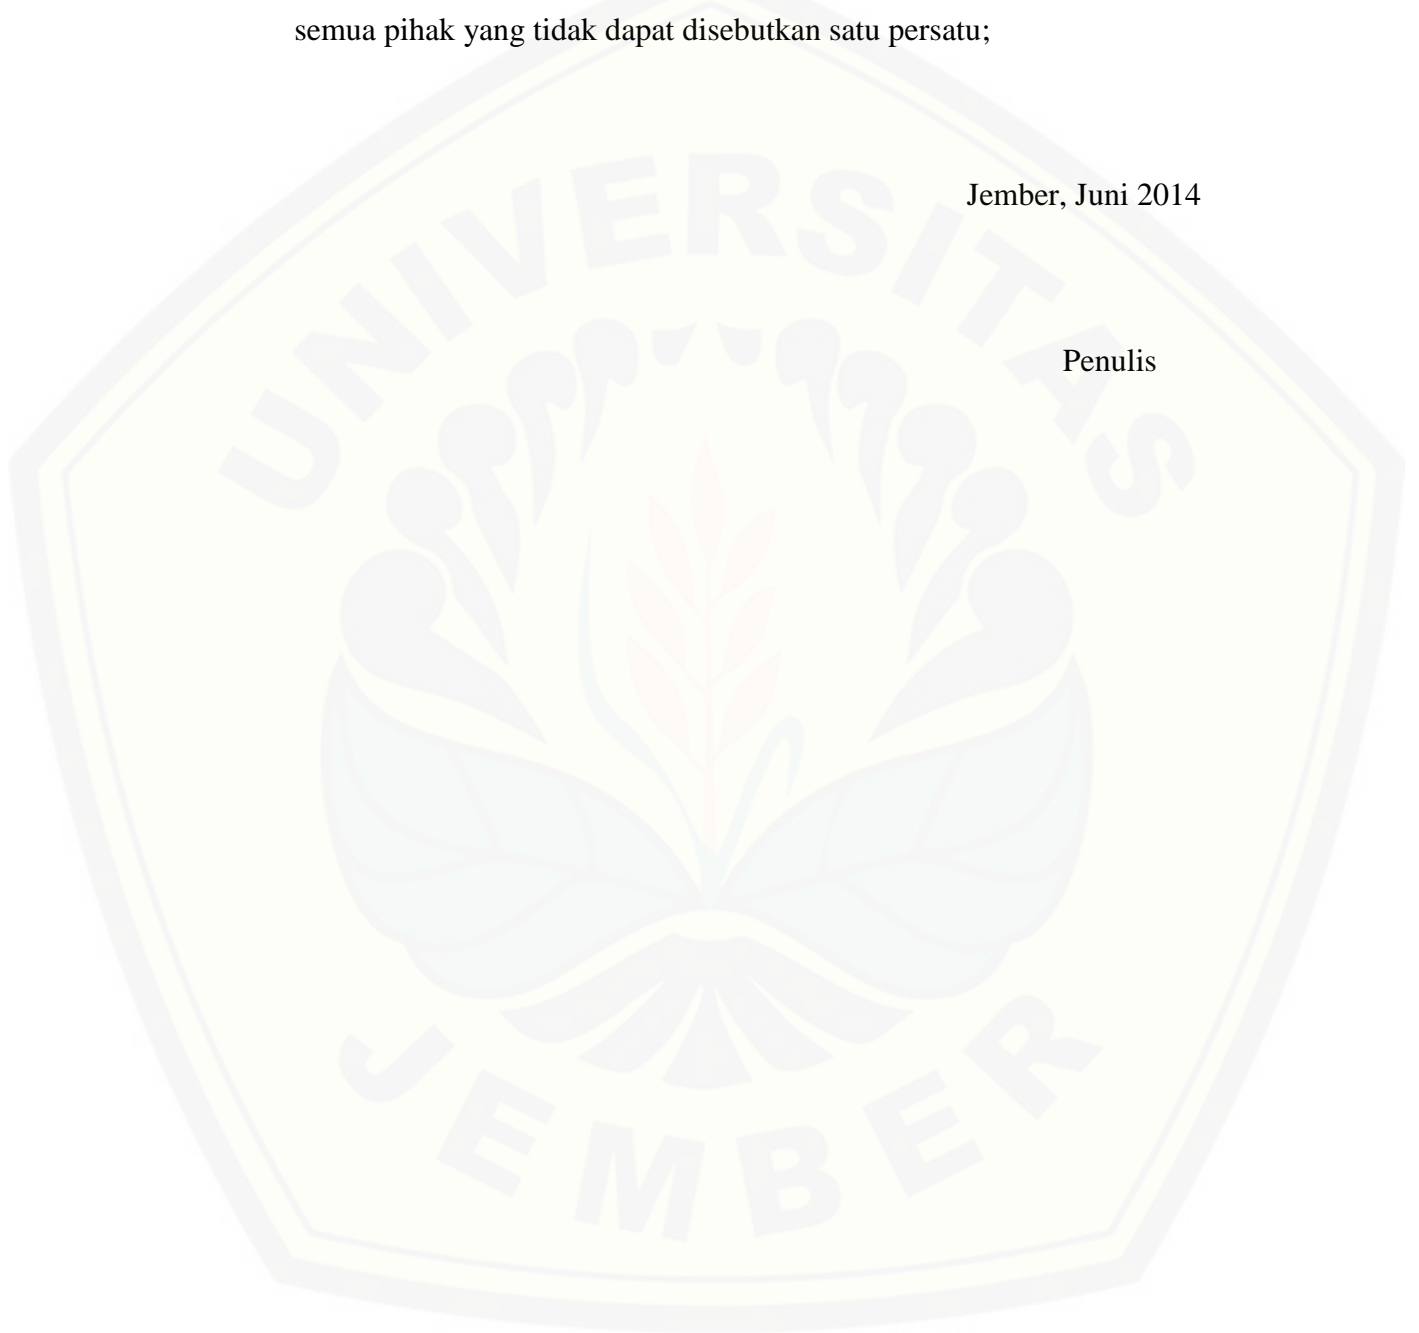 semua pihak yang tidak dapat disebutkan satu persatu;
Jember, Juni 2014
Penulis
UNIVERSITAS
JEMBER